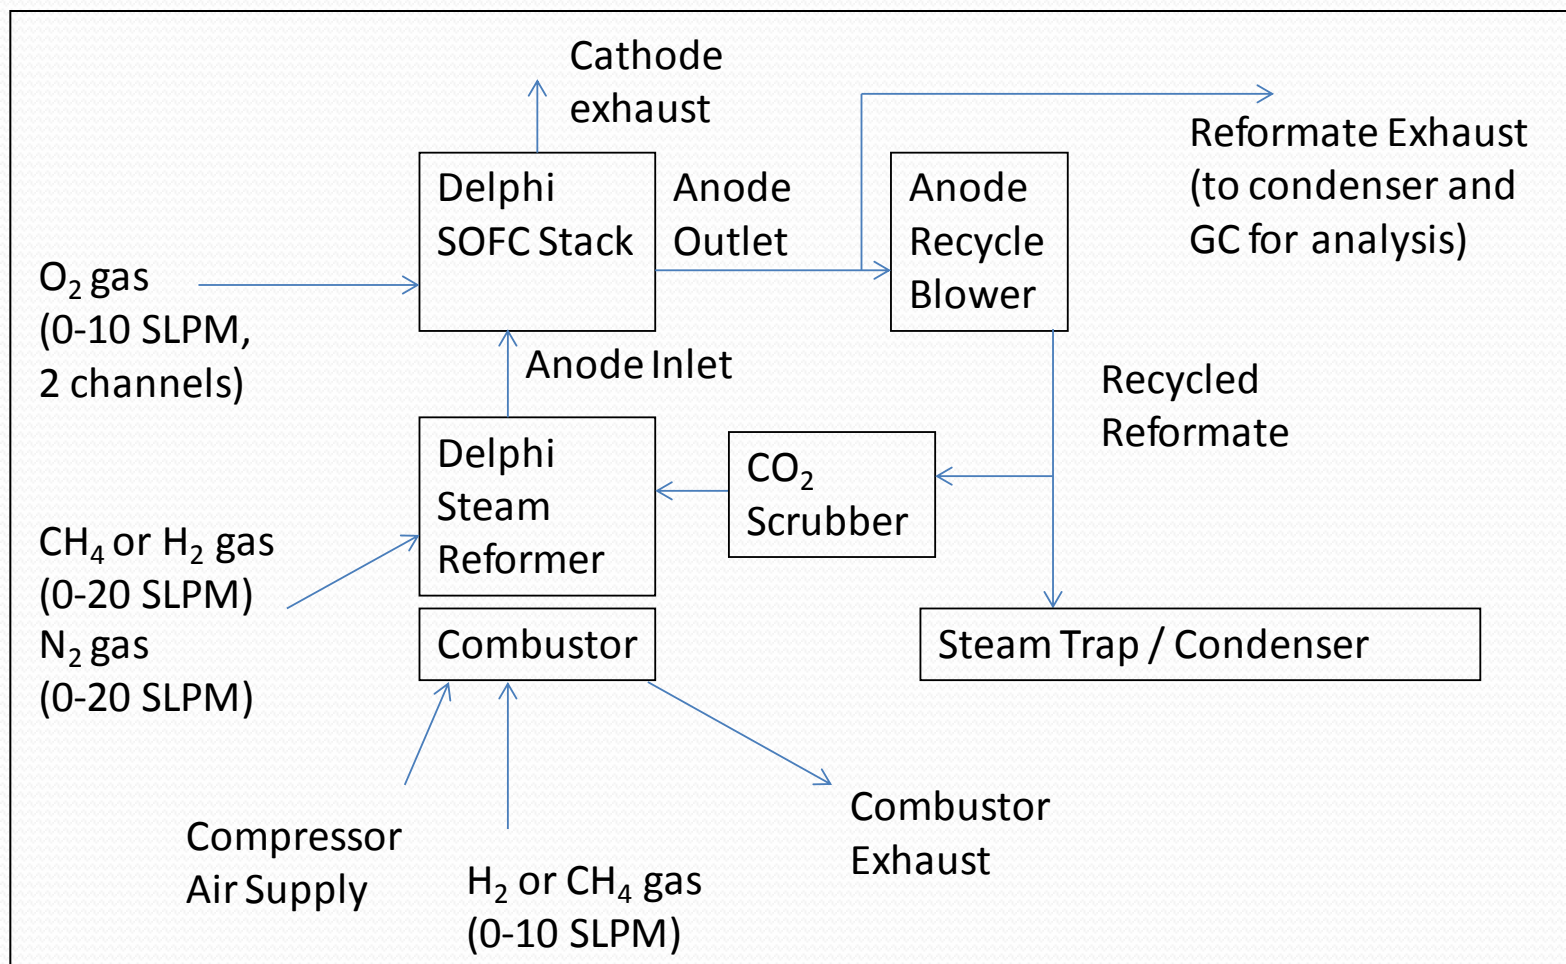 Cathode
exhaust
Reformate Exhaust
(to condenser and
GC for analysis)
Delphi
SOFC Stack
Anode
Outlet
Anode
Recycle
Blower
O₂ gas
(0-10 SLPM,
2 channels)
Anode Inlet
Recycled
Reformate
Delphi
Steam
Reformer
CO₂
Scrubber
CH₄ or H₂ gas
(0-20 SLPM)
N₂ gas
(0-20 SLPM)
Combustor
Steam Trap / Condenser
Compressor
Air Supply
H₂ or CH₄ gas
(0-10 SLPM)
Combustor
Exhaust